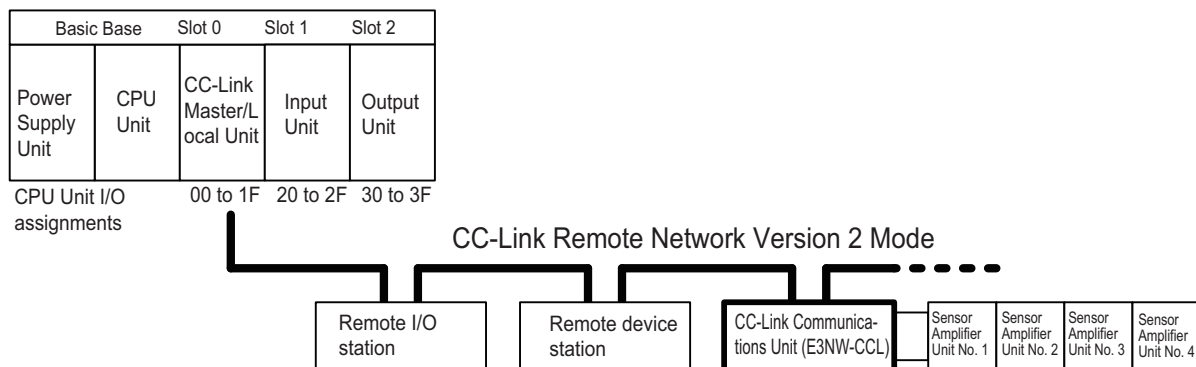 Basic Base Slot 0 Slot 1 Slot 2
Power
Supply
Unit
CPU
Unit
CC-Link
Master/L
ocal Unit
Input
Unit
Output
Unit
CPU Unit I/O
assignments
00 to 1F 20 to 2F 30 to 3F
CC-Link Remote Network Version 2 Mode
Remote I/O
station
Remote device
station
CC-Link Communica-
tions Unit (E3NW-CCL)
Sensor
Amplifier
Unit No. 1
Sensor
Amplifier
Unit No. 2
Sensor
Amplifier
Unit No. 3
Sensor
Amplifier
Unit No. 4